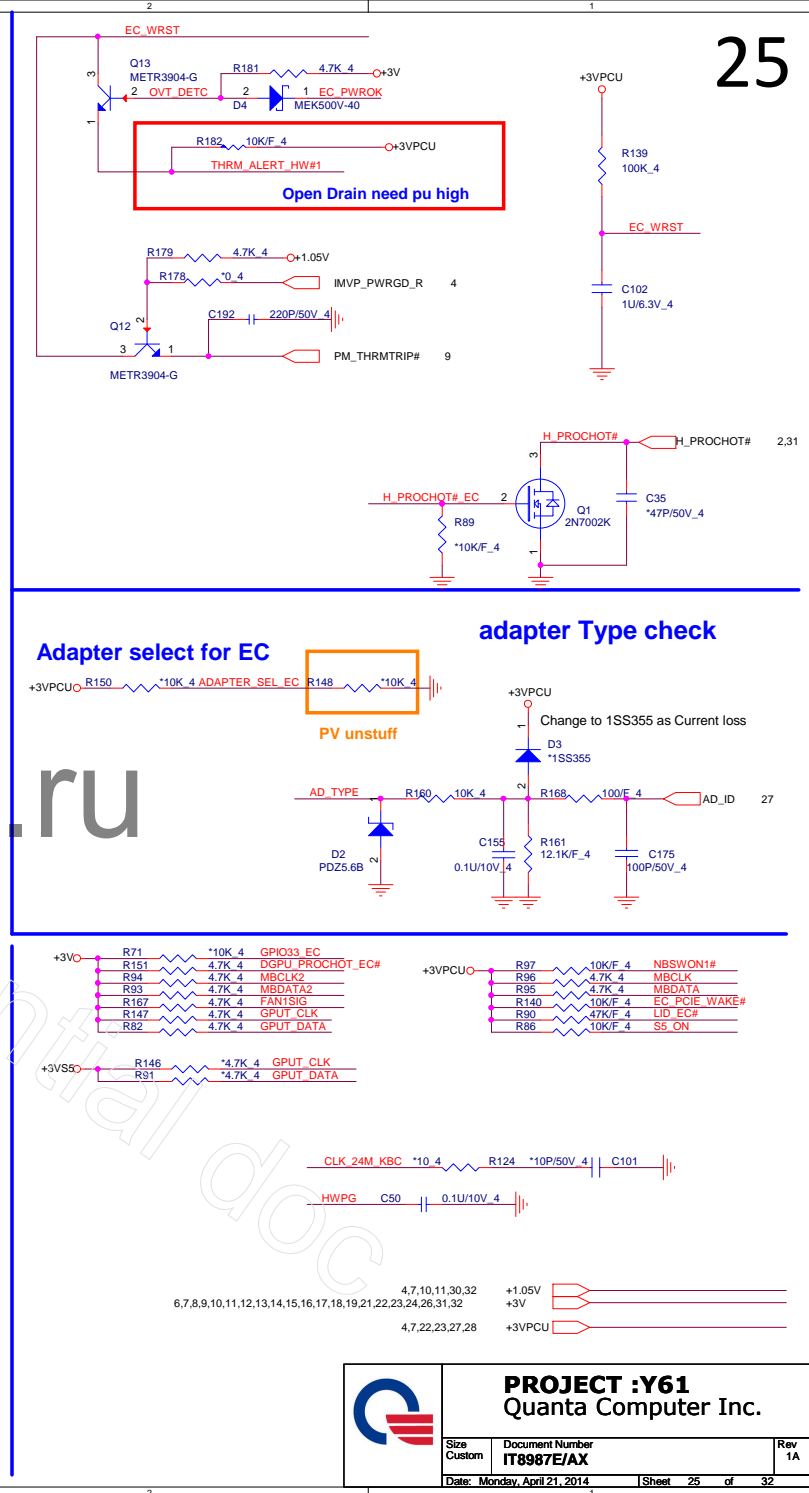 2
1
EC_WRST
25
Q13
METR3904-G
3
2
OVT_DETC
1
R181
4.7K_4
+3V
2
D4
1
EC_PWROK
MEK500V-40
R182
10K/F_4
+3VPCU
THRM_ALERT_HW#1
Open Drain need pu high
+3VPCU
R139
100K_4
EC_WRST
C102
1U/6.3V_4
R179
4.7K_4
+1.05V
R178
*0_4
IMVP_PWRGD_R
4
C192
220P/50V_4
Q12
2
3
1
METR3904-G
PM_THRMTRIP#
9
H_PROCHOT#
H_PROCHOT#
2,31
H_PROCHOT#_EC
2
3
1
Q1
2N7002K
R89
*10K/F_4
C35
*47P/50V_4
Adapter select for EC
adapter Type check
+3VPCU
R150
*10K_4
ADAPTER_SEL_EC
R148
*10K_4
PV unstuff
+3VPCU
Change to 1SS355 as Current loss
1
D3
*1SS355
2
AD_TYPE
1
R160
10K_4
R168
100/F_4
AD_ID
27
D2
PDZ5.6B
2
C155
0.1U/10V_4
R161
12.1K/F_4
C175
100P/50V_4
.ru
+3V
R71 *10K_4 GPIO33_EC
R151 4.7K_4 DGPU_PROCHOT_EC#
R94 4.7K_4 MBCLK2
R93 4.7K_4 MBDATA2
R167 4.7K_4 FAN1SIG
R147 4.7K_4 GPUT_CLK
R82 4.7K_4 GPUT_DATA
+3VPCU
R97 10K/F_4 NBSWON1#
R96 4.7K_4 MBCLK
R95 4.7K_4 MBDATA
R140 10K/F_4 EC_PCIE_WAKE#
R90 47K/F_4 LID_EC#
R86 10K/F_4 S5_ON
+3VS5
R146 *4.7K_4 GPUT_CLK
R91 *4.7K_4 GPUT_DATA
ntial doc
CLK_24M_KBC *10_4 R124 *10P/50V_4 C101
HWPG C50 0.1U/10V_4
4,7,10,11,30,32 +1.05V
6,7,8,9,10,11,12,13,14,15,16,17,18,19,21,22,23,24,26,31,32 +3V
4,7,22,23,27,28 +3VPCU
PROJECT :Y61
Quanta Computer Inc.
Size
Custom
Document Number
IT8987E/AX
Rev
1A
Date: Monday, April 21, 2014
Sheet 25 of 32
2
1